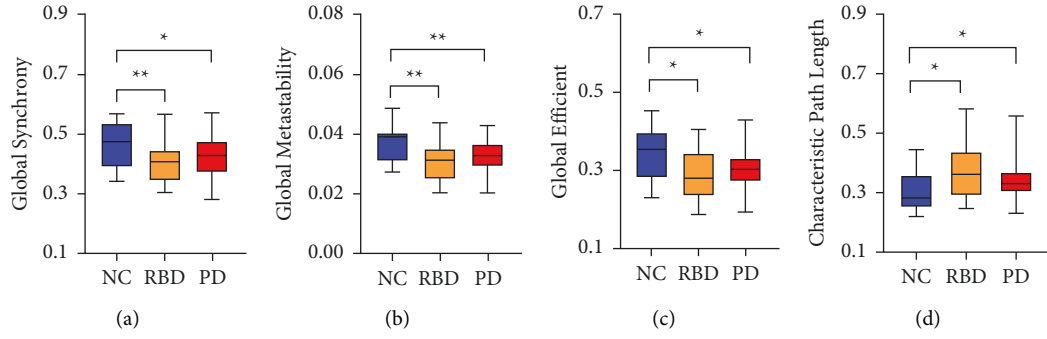 Global Synchrony
0.9
0.7
0.5
0.3
0.1
*
**
NC RBD PD
(a)
Global Metastability
0.08
0.06
0.04
0.02
0.00
**
**
NC RBD PD
(b)
Global Efficient
0.7
0.5
0.3
0.1
*
*
NC RBD PD
(c)
Characteristic Path Length
0.9
0.7
0.5
0.3
0.1
*
*
NC RBD PD
(d)